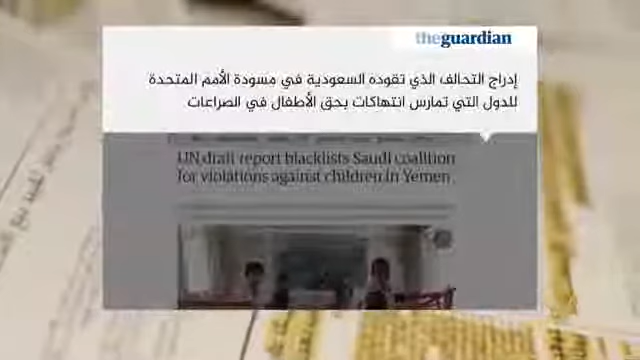 theguardian
إدراج التحالف الذي تقوده السعودية في مسودة الأمم المتحدة
للدول التي تمارس انتهاكات بحق الأطفال في الصراعات
UN draft report blacklists Saudi coalition
for violations against children in Yemen